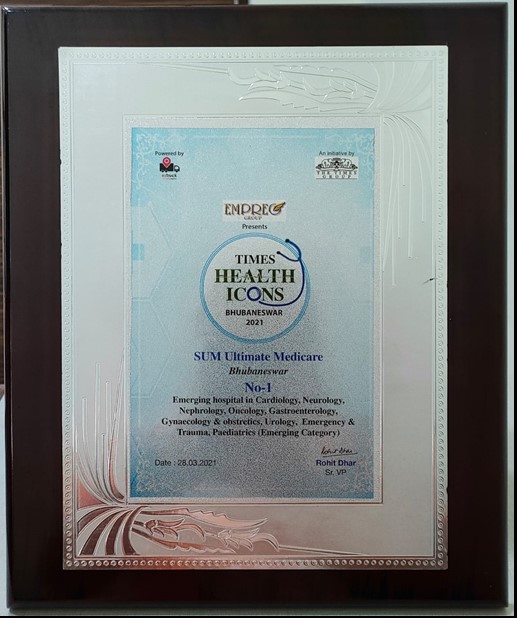 Powered by
An initiative by
THE TIMES
GROUP
EMPREO
GROUP
Presents
TIMES
HEALTH
ICONS
BHUBANESWAR
2021
SUM Ultimate Medicare
Bhubaneswar
No-1
Emerging hospital in Cardiology, Neurology,
Nephrology, Oncology, Gastroenterology,
Gynaecology & obstretics, Urology, Emergency &
Trauma, Paediatrics (Emerging Category)
Date : 28.03.2021
Rohit Dhar
Sr. VP